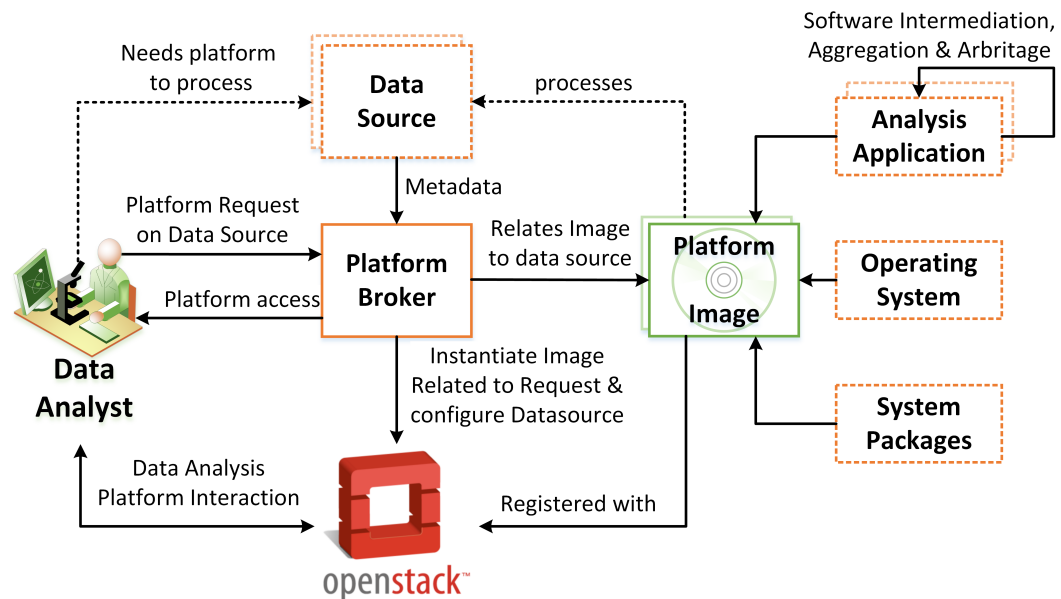 Needs platform
to process
Data
Source
processes
Software Intermediation,
Aggregation & Arbritage
Analysis
Application
Metadata
Platform Request
on Data Source
Platform
Broker
Relates Image
to data source
Platform
Image
Operating
System
Platform access
Data
Analyst
Instantiate Image
Related to Request &
configure Datasource
System
Packages
Data Analysis
Platform Interaction
Registered with
openstack™